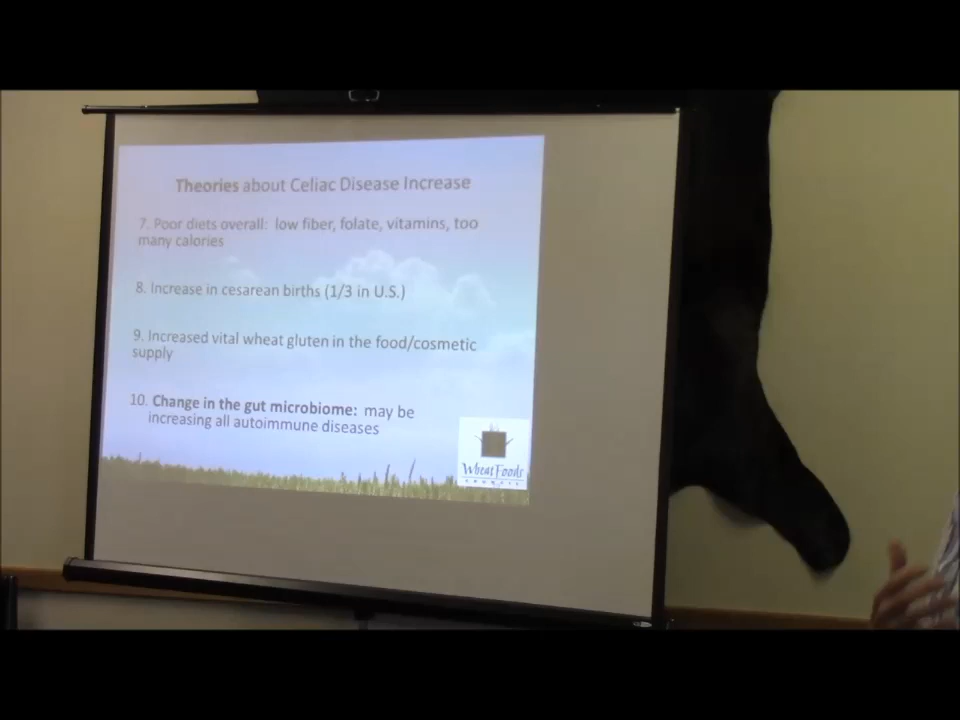 Theories about Celiac Disease Increase
7. Poor diets overall: low fiber, folate, vitamins, too
many calories
8. Increase in cesarean births (1/3 in U.S.)
9. Increased vital wheat gluten in the food/cosmetic
supply
10. Change in the gut microbiome: may be
increasing all autoimmune diseases
Wheat Foods
COUNCIL